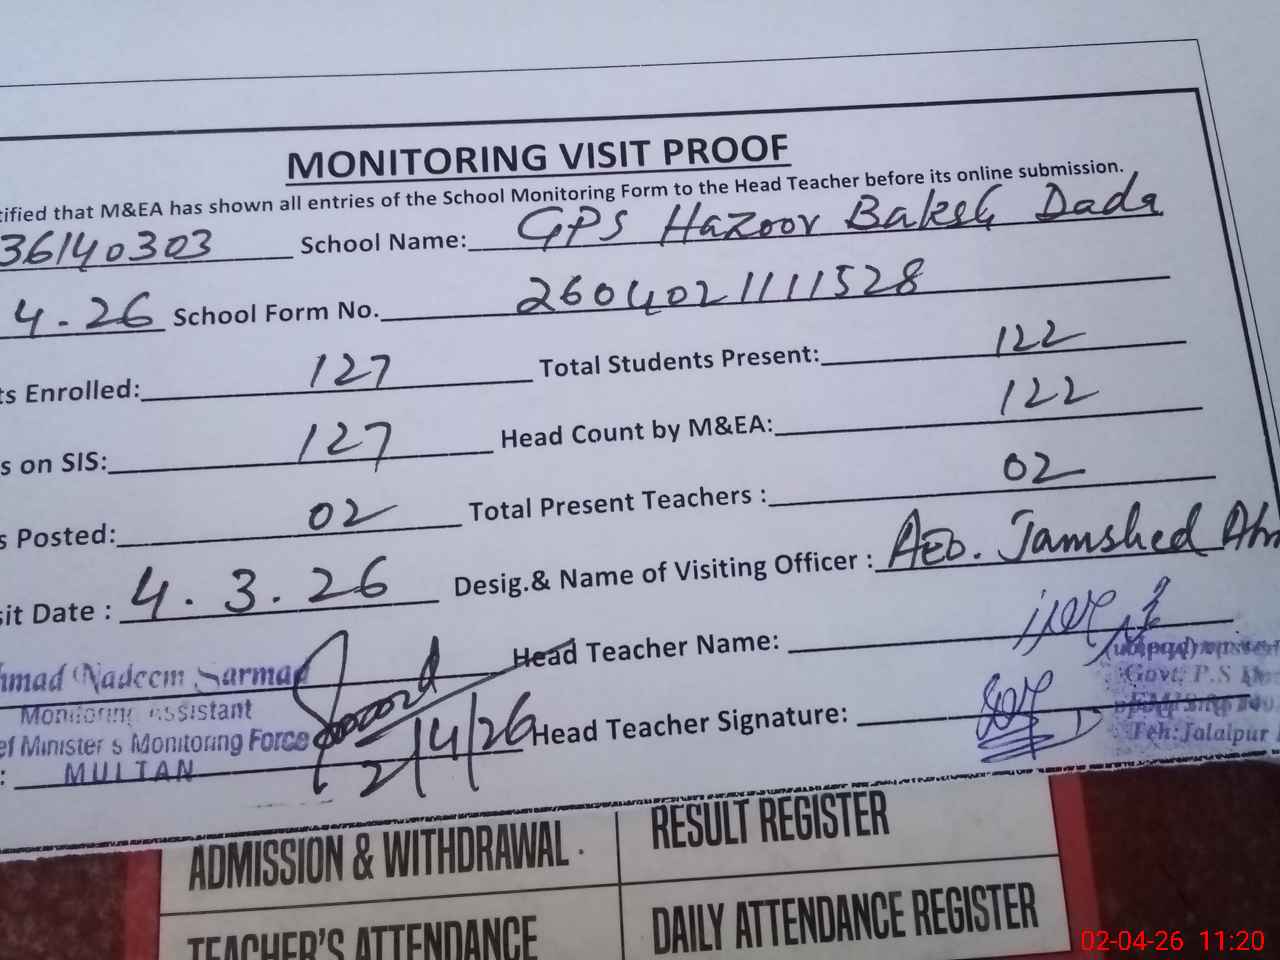 MONITORING VISIT PROOF
tified that M&EA has shown all entries of the School Monitoring Form to the Head Teacher before its online submission.
36140303 School Name: GPS Hazoor Baksh Dada
4.26 School Form No. 2604021111528
ts Enrolled: 127 Total Students Present: 122
s on SIS: 127 Head Count by M&EA: 122
s Posted: 02 Total Present Teachers : 02
sit Date : 4.3.26 Desig.& Name of Visiting Officer : AEO. Jamshed Ah
Head Teacher Name:
hmad Nadeem Sarmad
Monitoring Assistant
ef Minister's Monitoring Force
MULTAN
2/4/26
Head Teacher Signature:
Govt; P.S
Teh: Jalalpur
ADMISSION & WITHDRAWAL
RESULT REGISTER
TEACHER'S ATTENDANCE
DAILY ATTENDANCE REGISTER
02-04-26 11:20